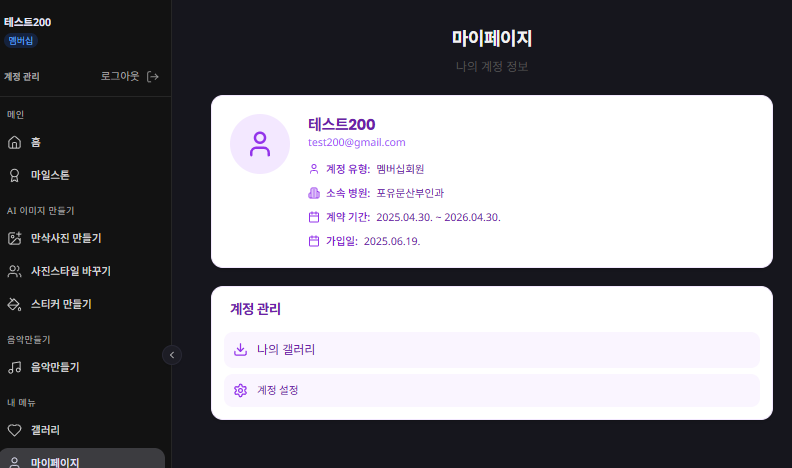 테스트200
멤버십
계정 관리
로그아웃
메인
홈
마일스톤
AI 이미지 만들기
만삭사진 만들기
사진스타일 바꾸기
스티커 만들기
음악만들기
음악만들기
내 메뉴
갤러리
마이페이지
마이페이지
나의 계정 정보
테스트200
test200@gmail.com
계정 유형: 멤버십회원
소속 병원: 포유문산부인과
계약 기간: 2025.04.30. ~ 2026.04.30.
가입일: 2025.06.19.
계정 관리
나의 갤러리
계정 설정